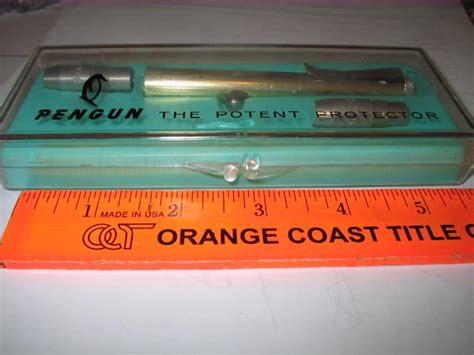 PENGUN THE POTENT PROTECTOR
1 2 3 4 5
MADE IN USA
OCT ORANGE COAST TITLE